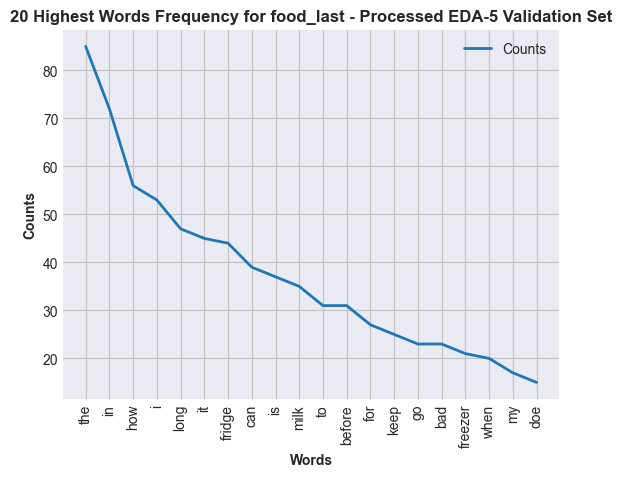 20 Highest Words Frequency for food_last - Processed EDA-5 Validation Set
Counts
Counts
80
70
60
50
40
30
20
the
in
how
i
long
it
fridge
can
is
milk
to
before
for
keep
go
bad
freezer
when
my
doe
Words